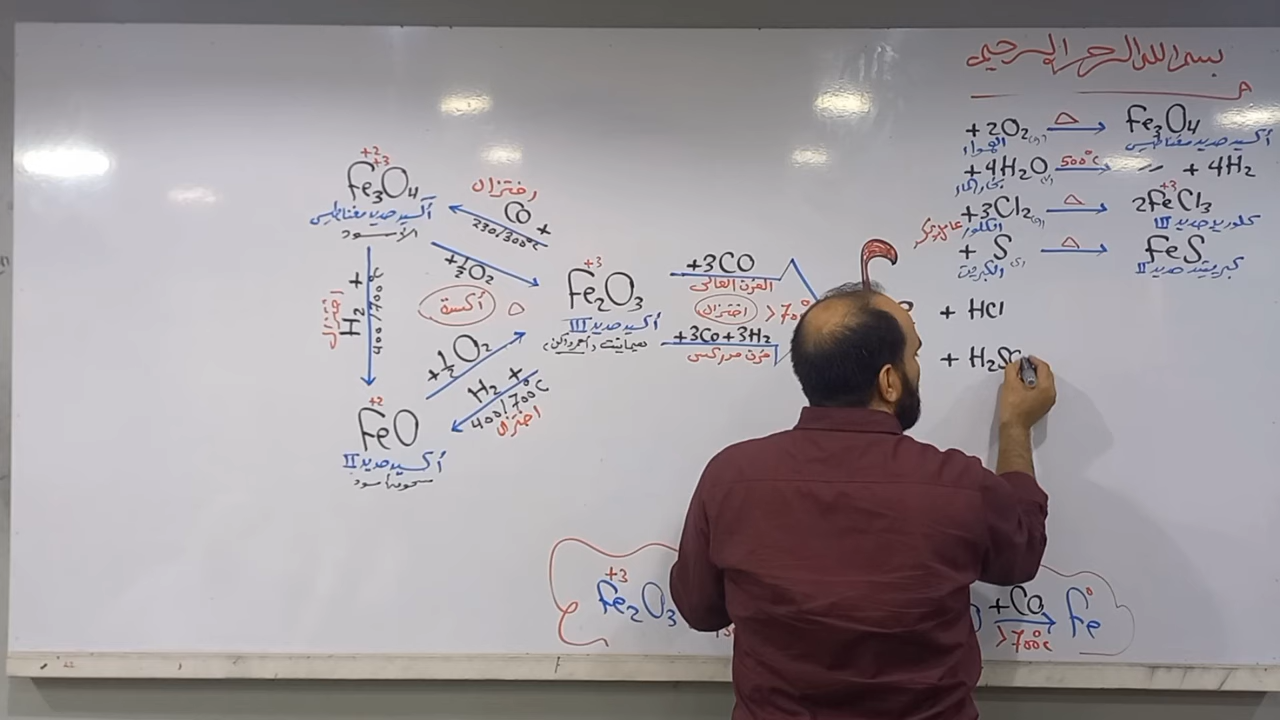 بسم الله الرحمن الرحيم
+ 2O₂ △ Fe₃O₄
الهواء أكسيد حديد مغناطيسي
+ 4H₂O 500°C 〃 + 4H₂
بخار الماء
+ 3Cl₂ △ 2FeCl₃ +3
الكلور كلوريد حديد III
+ S △ FeS
الكبريت كبريتيد حديد II
+ HCl
+ H₂S
+2 +3
Fe₃O₄
أكسيد حديد مغناطيسي
الأسود
اختزال
CO +
230/300°C
+½O₂
أكسدة △
اختزال
H₂ +
400/700°C
+3
Fe₂O₃
أكسيد حديد III
هيماتيت
+3CO
الفرن العالي
اختزال >700°
+3CO+3H₂
فرن مدركس
+½O₂
H₂ +
400/700°C
اختزال
+2
FeO
أكسيد حديد II
أسود
+3
Fe₂O₃
+CO
>700°C
0
Fe